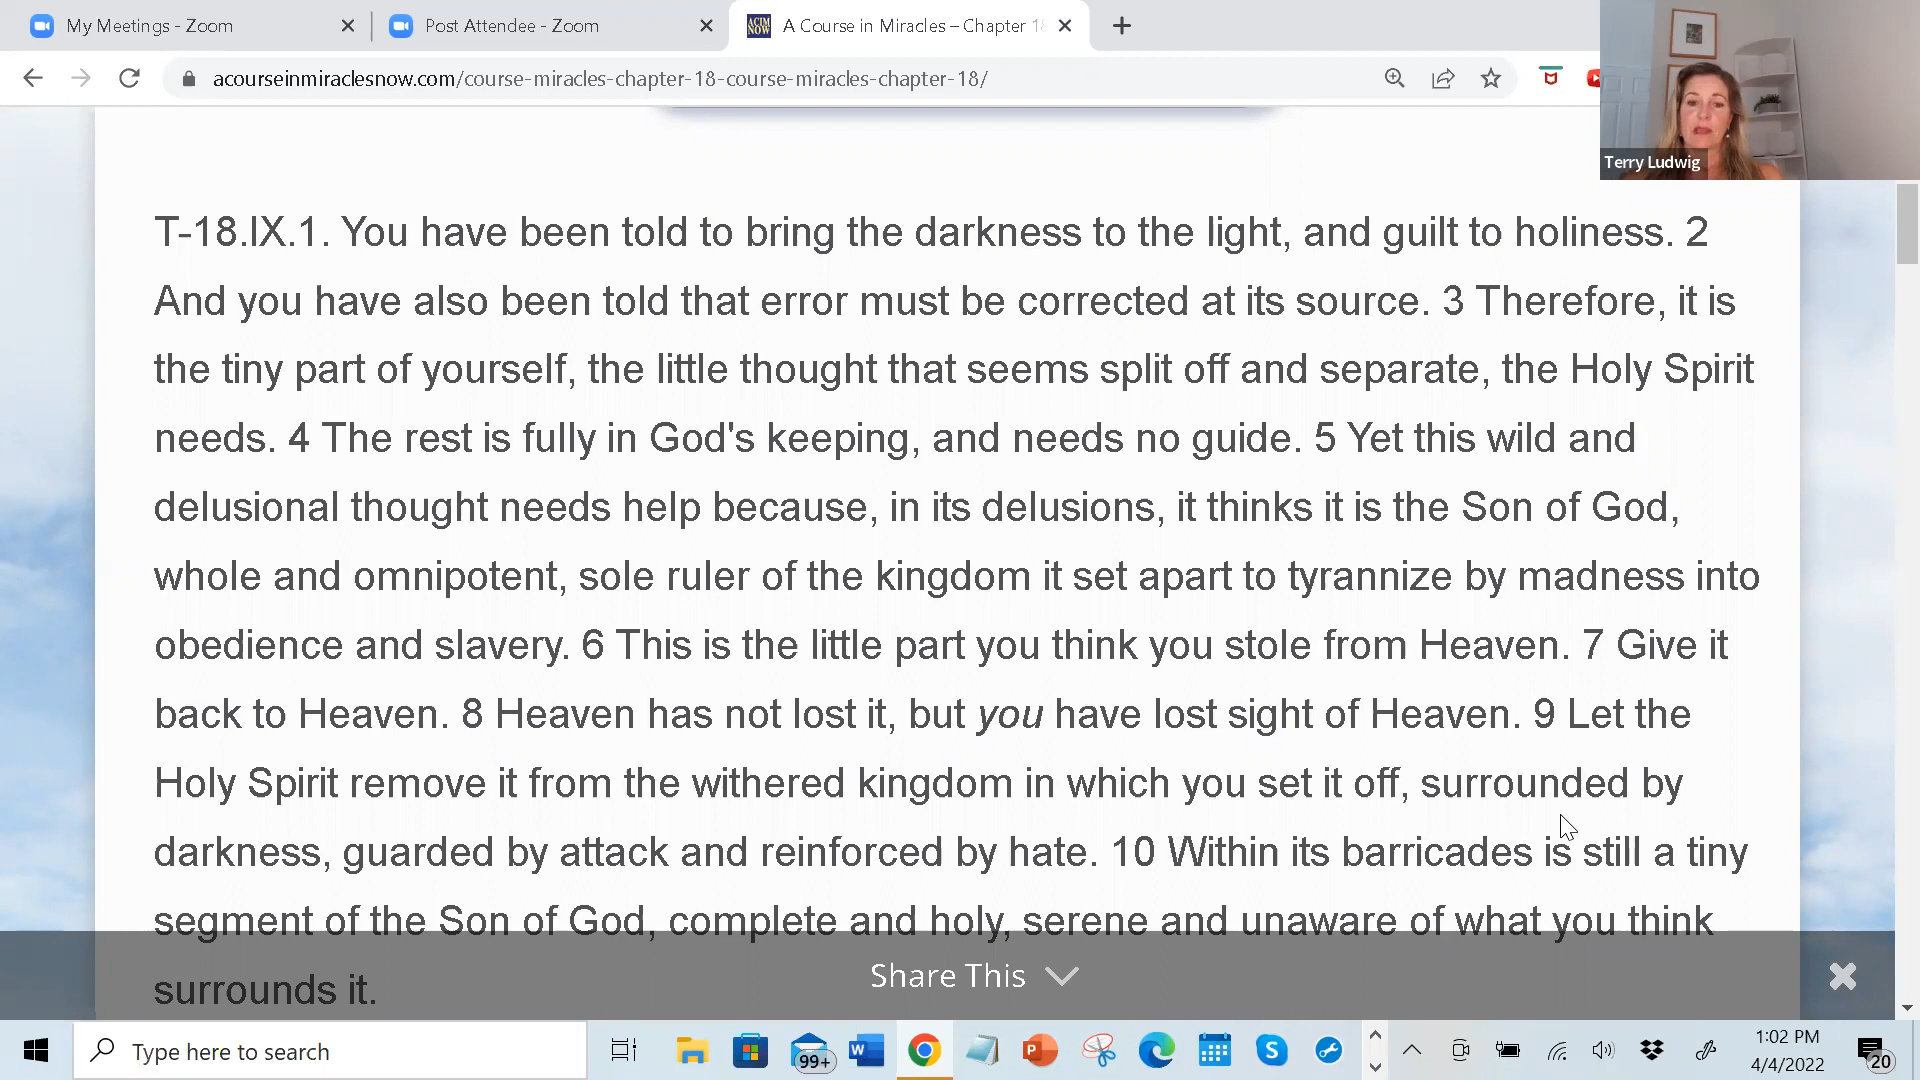 My Meetings - Zoom
Post Attendee - Zoom
ACIM NOW
A Course in Miracles – Chapter 18
acourseinmiraclesnow.com/course-miracles-chapter-18-course-miracles-chapter-18/
Terry Ludwig
T-18.IX.1. You have been told to bring the darkness to the light, and guilt to holiness. 2
And you have also been told that error must be corrected at its source. 3 Therefore, it is
the tiny part of yourself, the little thought that seems split off and separate, the Holy Spirit
needs. 4 The rest is fully in God's keeping, and needs no guide. 5 Yet this wild and
delusional thought needs help because, in its delusions, it thinks it is the Son of God,
whole and omnipotent, sole ruler of the kingdom it set apart to tyrannize by madness into
obedience and slavery. 6 This is the little part you think you stole from Heaven. 7 Give it
back to Heaven. 8 Heaven has not lost it, but you have lost sight of Heaven. 9 Let the
Holy Spirit remove it from the withered kingdom in which you set it off, surrounded by
darkness, guarded by attack and reinforced by hate. 10 Within its barricades is still a tiny
segment of the Son of God, complete and holy, serene and unaware of what you think
surrounds it.
Share This
Type here to search
99+
1:02 PM
4/4/2022
20